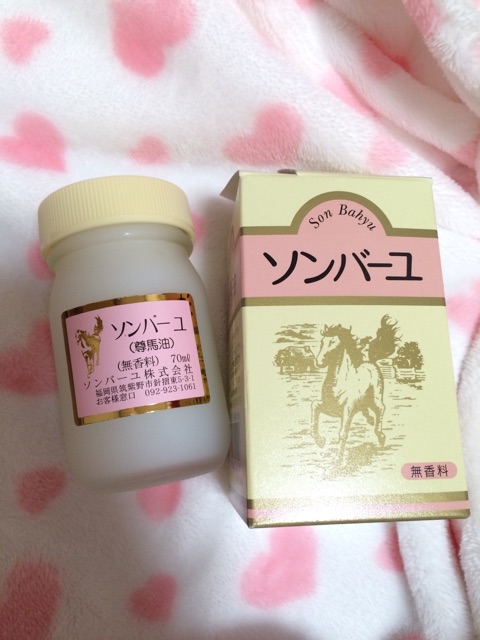 ソンバーユ
(尊馬油)
(無香料) 70mℓ
ソンバーユ株式会社
福岡県筑紫野市針摺東5-3-1
お客様窓口 092-923-1061
Son Bahyu
ソンバーユ
無香料